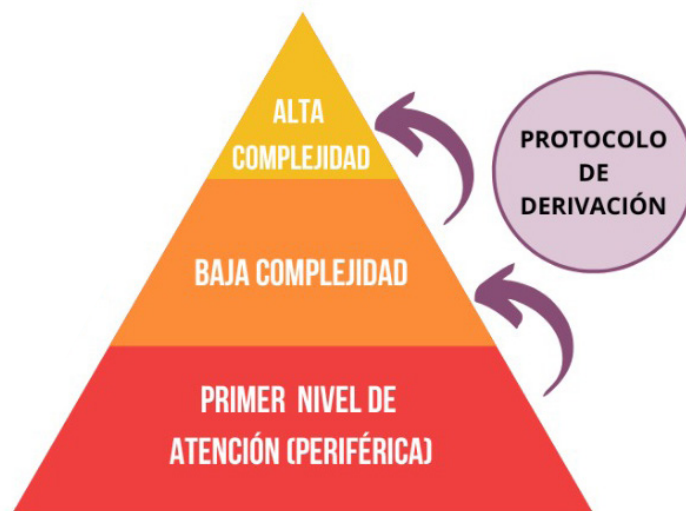 ALTA
COMPLEJIDAD
PROTOCOLO
DE
DERIVACIÓN
BAJA COMPLEJIDAD
PRIMER NIVEL DE
ATENCIÓN (PERIFÉRICA)